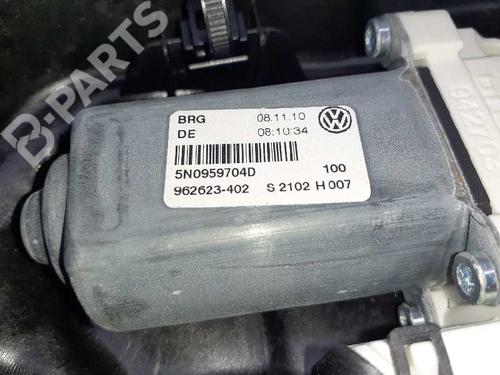 B-PARTS
BRG 08.11.10
DE 08:10:34
5N0959704D 100
962623-402 S 2102 H 007